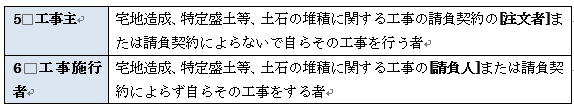 5□工事主
宅地造成、特定盛土等、土石の堆積に関する工事の請負契約の[注文者]ま
たは請負契約によらないで自らその工事を行う者↵
6□工事施行
者↵
宅地造成、特定盛土等、土石の堆積に関する工事の[請負人]または請負契
約によらず自らその工事をする者↵